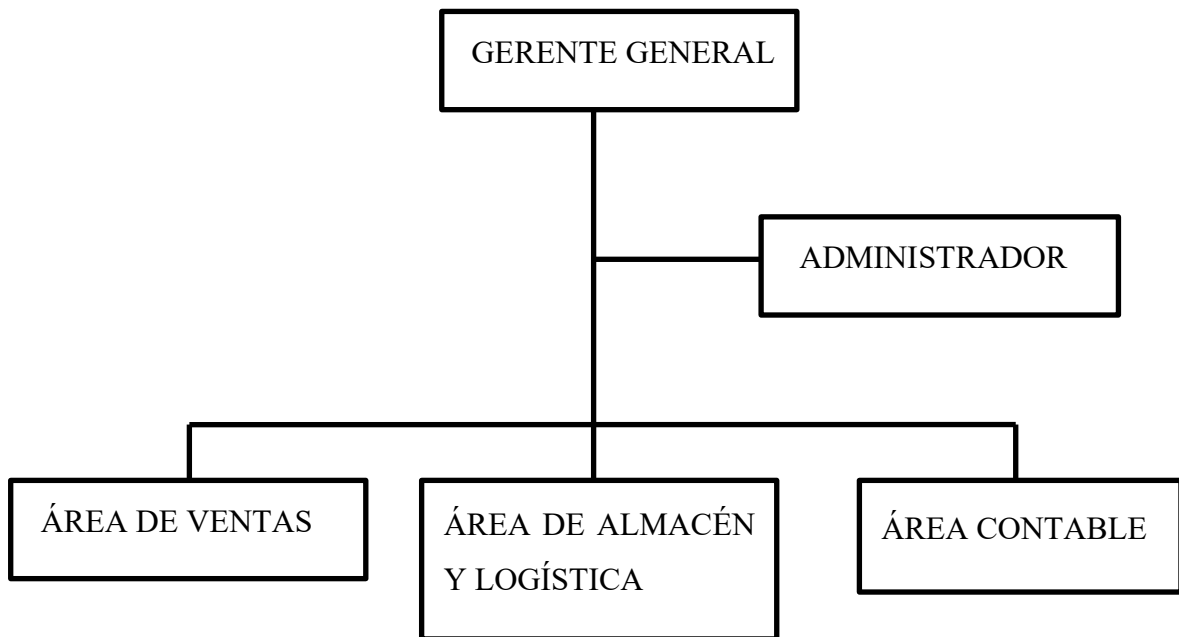 GERENTE GENERAL
ADMINISTRADOR
ÁREA DE VENTAS
ÁREA DE ALMACÉN
Y LOGÍSTICA
ÁREA CONTABLE